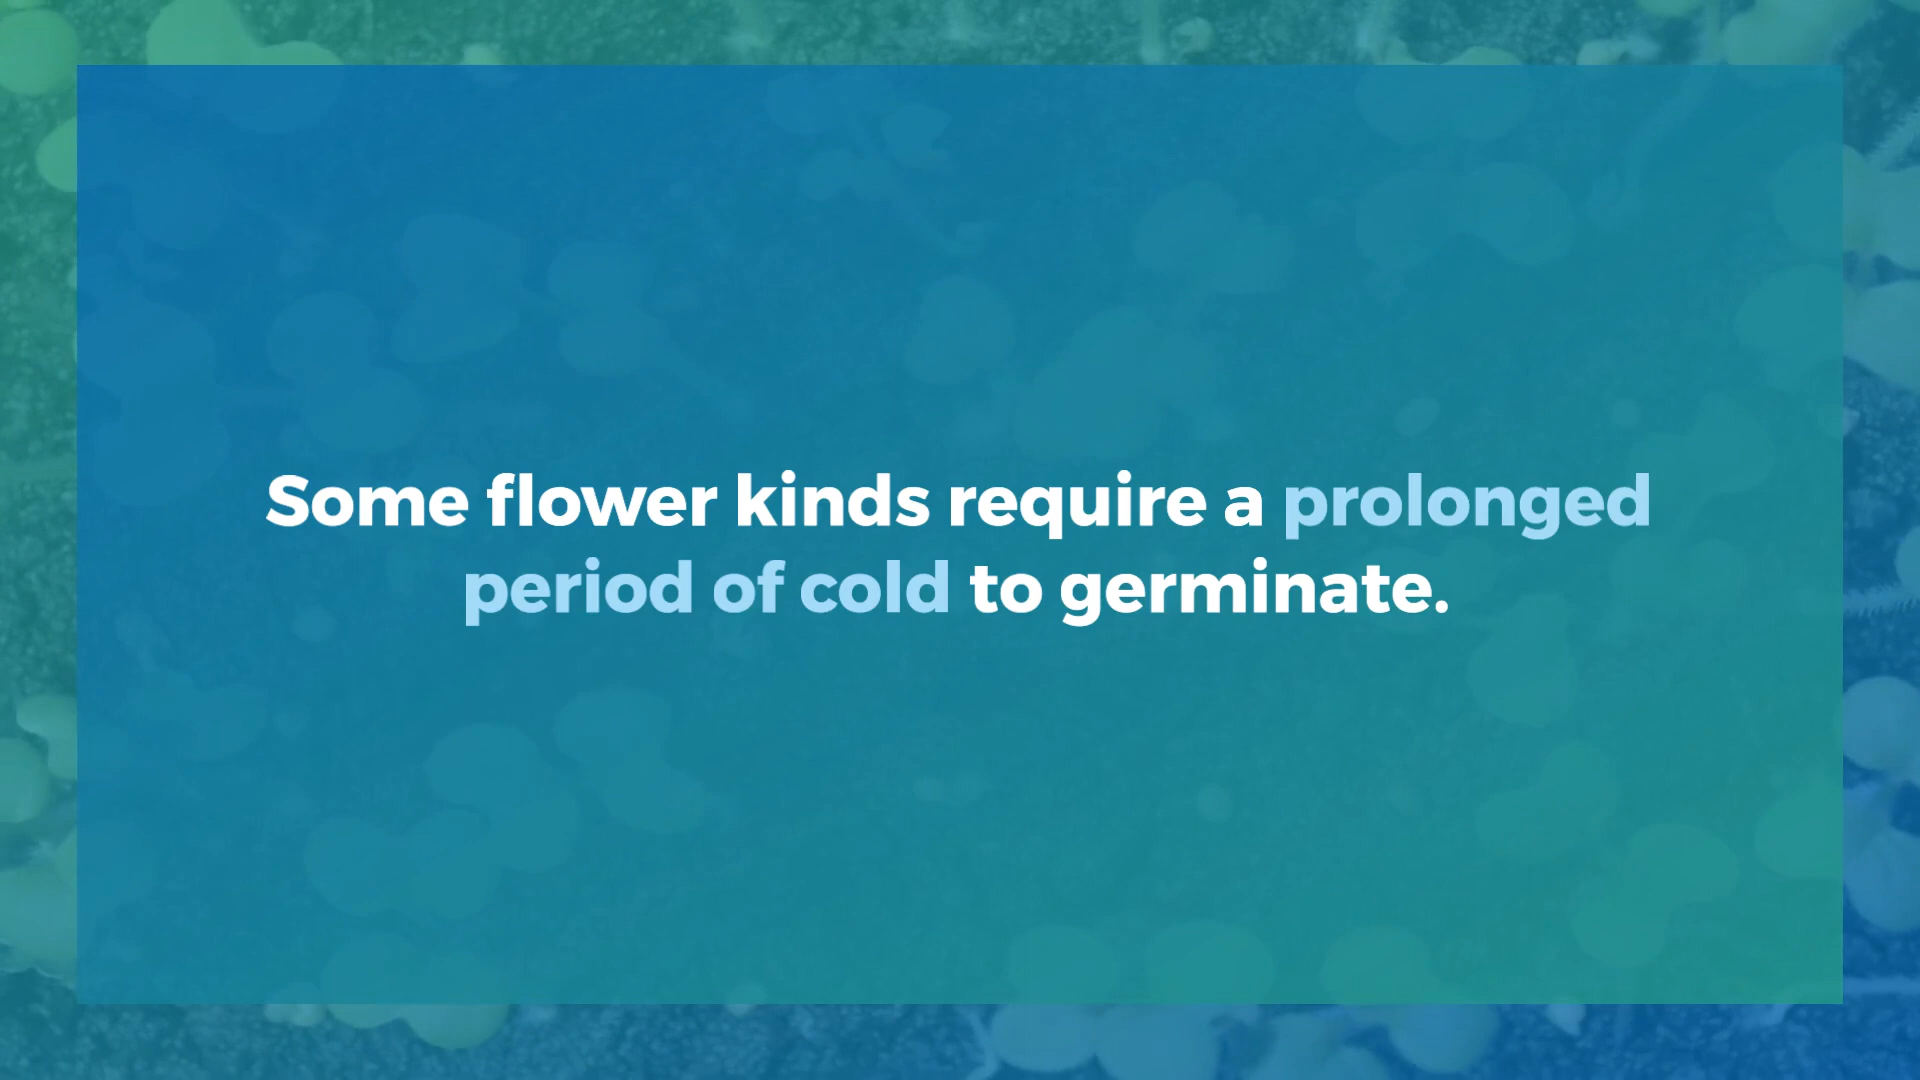 Some flower kinds require a prolonged
period of cold to germinate.